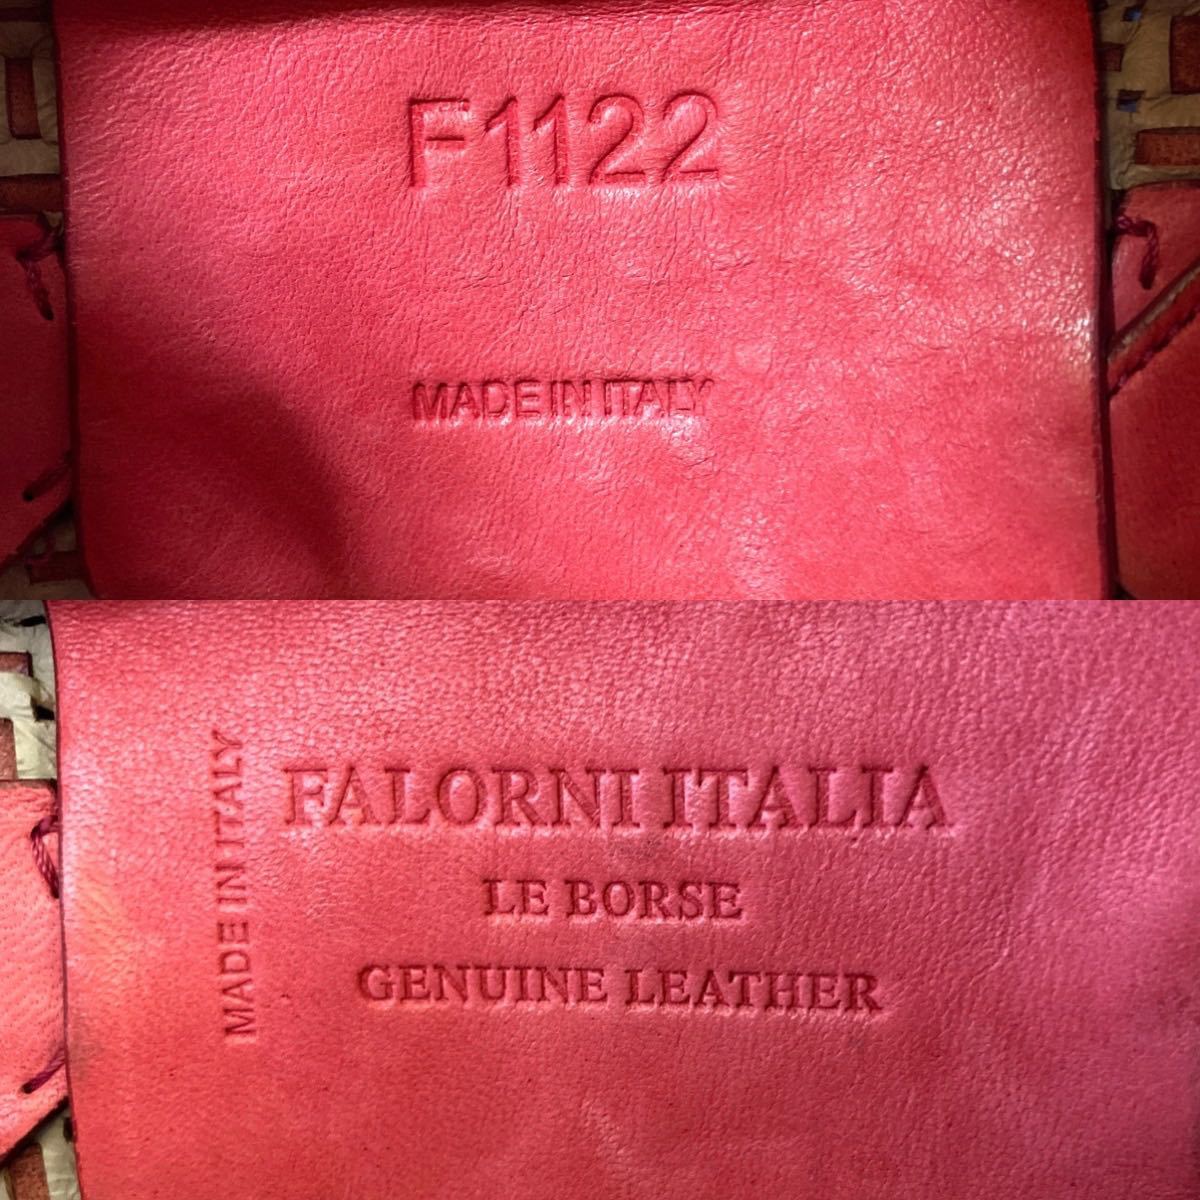 F1122
MADE IN ITALY
MADE IN ITALY
FALORNI ITALIA
LE BORSE
GENUINE LEATHER